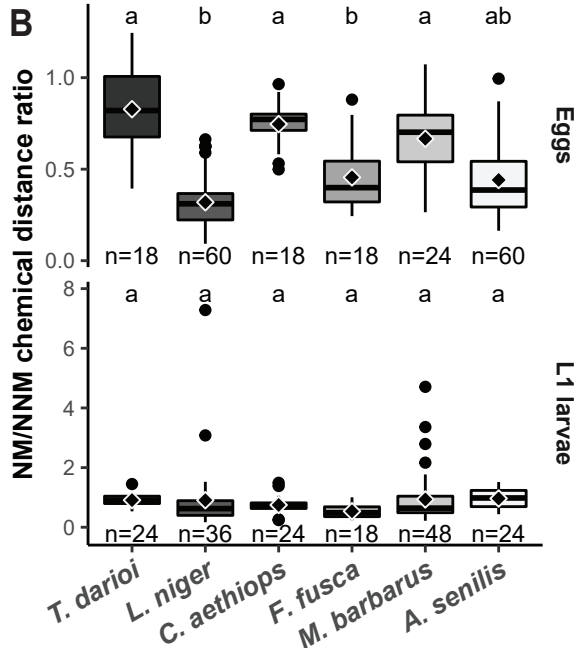 B
NM/NNM chemical distance ratio
a b a b a ab
1.0
0.5
0.0
n=18 n=60 n=18 n=18 n=24 n=60
Eggs
a a a a a a
8
6
4
2
0
n=24 n=36 n=24 n=18 n=48 n=24
L1 larvae
T. darioi
L. niger
C. aethiops
F. fusca
M. barbarus
A. senilis